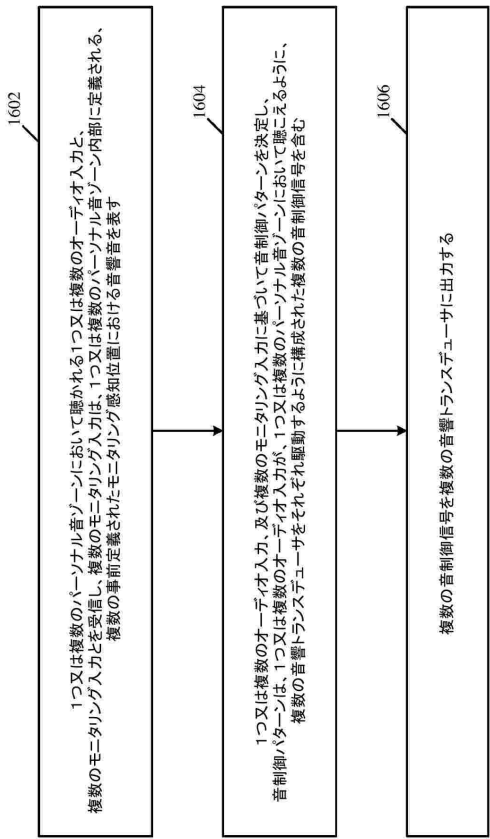 1602
1つ又は複数のパーソナル音ゾーンにおいて聴かれる1つ又は複数のオーディオ入力と、
複数のモニタリング入力とを受信し、複数のモニタリング入力は、1つ又は複数のパーソナル音ゾーン内部に定義される、
複数の事前定義されたモニタリング感知位置における音響音を表す
1604
1つ又は複数のオーディオ入力、及び複数のモニタリング入力に基づいて音制御パターンを決定し、
音制御パターンは、1つ又は複数のオーディオ入力が、1つ又は複数のパーソナル音ゾーンにおいて聴こえるように、
複数の音響トランスデューサをそれぞれ駆動するように構成された複数の音制御信号を含む
1606
複数の音制御信号を複数の音響トランスデューサに出力する